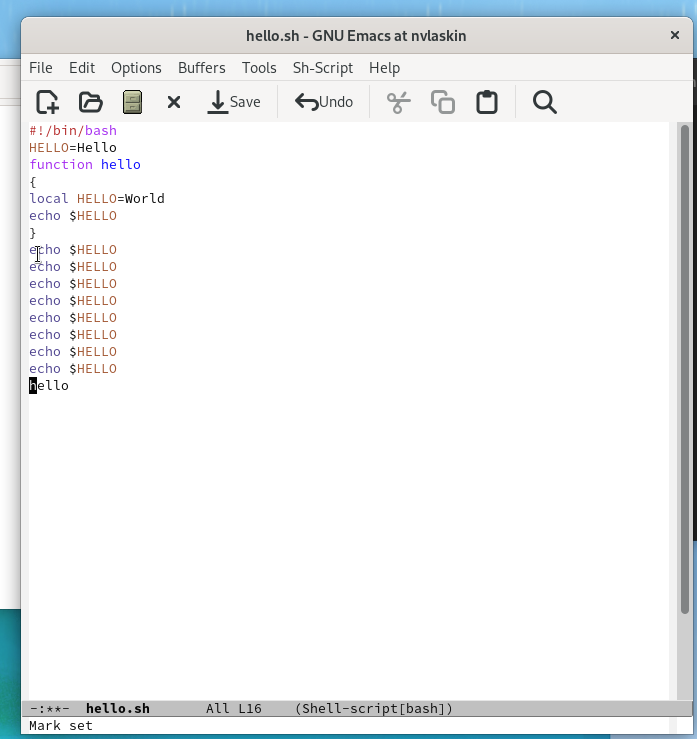 hello.sh - GNU Emacs at nvlaskin
File Edit Options Buffers Tools Sh-Script Help
Save Undo
#!/bin/bash
HELLO=Hello
function hello
{
local HELLO=World
echo $HELLO
}
echo $HELLO
echo $HELLO
echo $HELLO
echo $HELLO
echo $HELLO
echo $HELLO
echo $HELLO
echo $HELLO
hello
-:**- hello.sh All L16 (Shell-script[bash])
Mark set